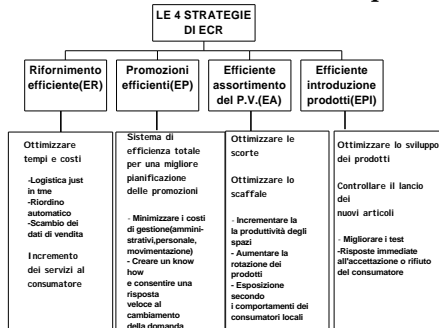 LE 4 STRATEGIE
DI ECR
Rifornimento
efficiente(ER)
Promozioni
efficienti(EP)
Efficiente
assortimento
del P.V.(EA)
Efficiente
introduzione
prodotti(EPI)
Ottimizzare
tempi e costi
-Logistica just
in tme
-Riordino
automatico
-Scambio dei
dati di vendita
Incremento
dei servizi al
consumatore
Sistema di
efficienza totale
per una migliore
pianificazione
delle promozioni
- Minimizzare i costi
di gestione(ammini-
strativi,personale,
movimentazione)
- Creare un know
how
e consentire una
risposta
veloce al
cambiamento
della domanda
Ottimizzare le
scorte
Ottimizzare lo
scaffale
- Incrementare la
la produttività degli
spazi
- Aumentare la
rotazione dei
prodotti
- Esposizione
secondo
i comportamenti dei
consumatori locali
Ottimizzare lo sviluppo
dei prodotti
Controllare il lancio
dei
nuovi articoli
- Migliorare i test
-Risposte immediate
all'accettazione o rifiuto
del consumatore